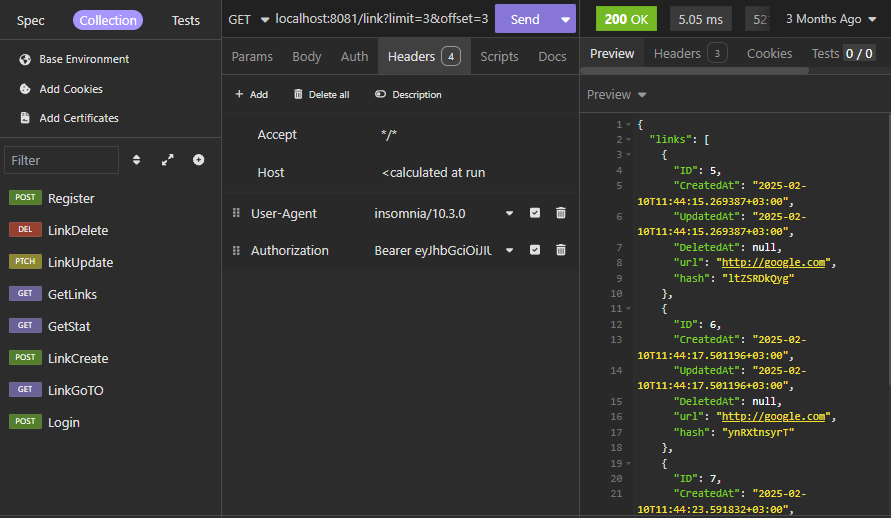 Spec Collection Tests
Base Environment
Add Cookies
Add Certificates
Filter
POST Register
DEL LinkDelete
PTCH LinkUpdate
GET GetLinks
GET GetStat
POST LinkCreate
GET LinkGoTO
POST Login
GET localhost:8081/link?limit=3&offset=3 Send
Params Body Auth Headers 4 Scripts Docs
Add Delete all Description
Accept */*
Host <calculated at run
User-Agent insomnia/10.3.0
Authorization Bearer eyJhbGciOiJIU
200 OK 5.05 ms 52 3 Months Ago
Preview Headers 3 Cookies Tests 0 / 0
Preview
1 {
2 "links": [
3 {
4 "ID": 5,
5 "CreatedAt": "2025-02-
10T11:44:15.269387+03:00",
6 "UpdatedAt": "2025-02-
10T11:44:15.269387+03:00",
7 "DeletedAt": null,
8 "url": "http://google.com",
9 "hash": "ltZSRDkQyg"
10 },
11 {
12 "ID": 6,
13 "CreatedAt": "2025-02-
10T11:44:17.501196+03:00",
14 "UpdatedAt": "2025-02-
10T11:44:17.501196+03:00",
15 "DeletedAt": null,
16 "url": "http://google.com",
17 "hash": "ynRXtnsyrT"
18 },
19 {
20 "ID": 7,
21 "CreatedAt": "2025-02-
10T11:44:23.591832+03:00",